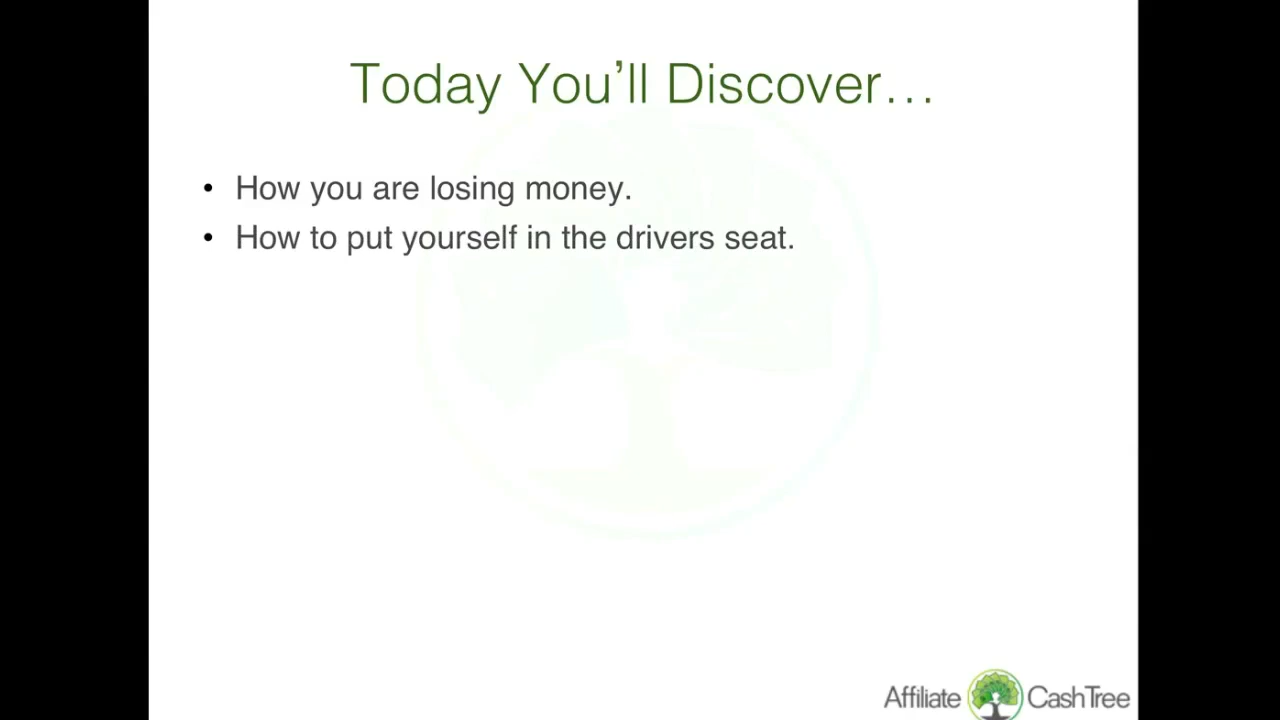 Today You’ll Discover…
• How you are losing money.
• How to put yourself in the drivers seat.
Affiliate CashTree